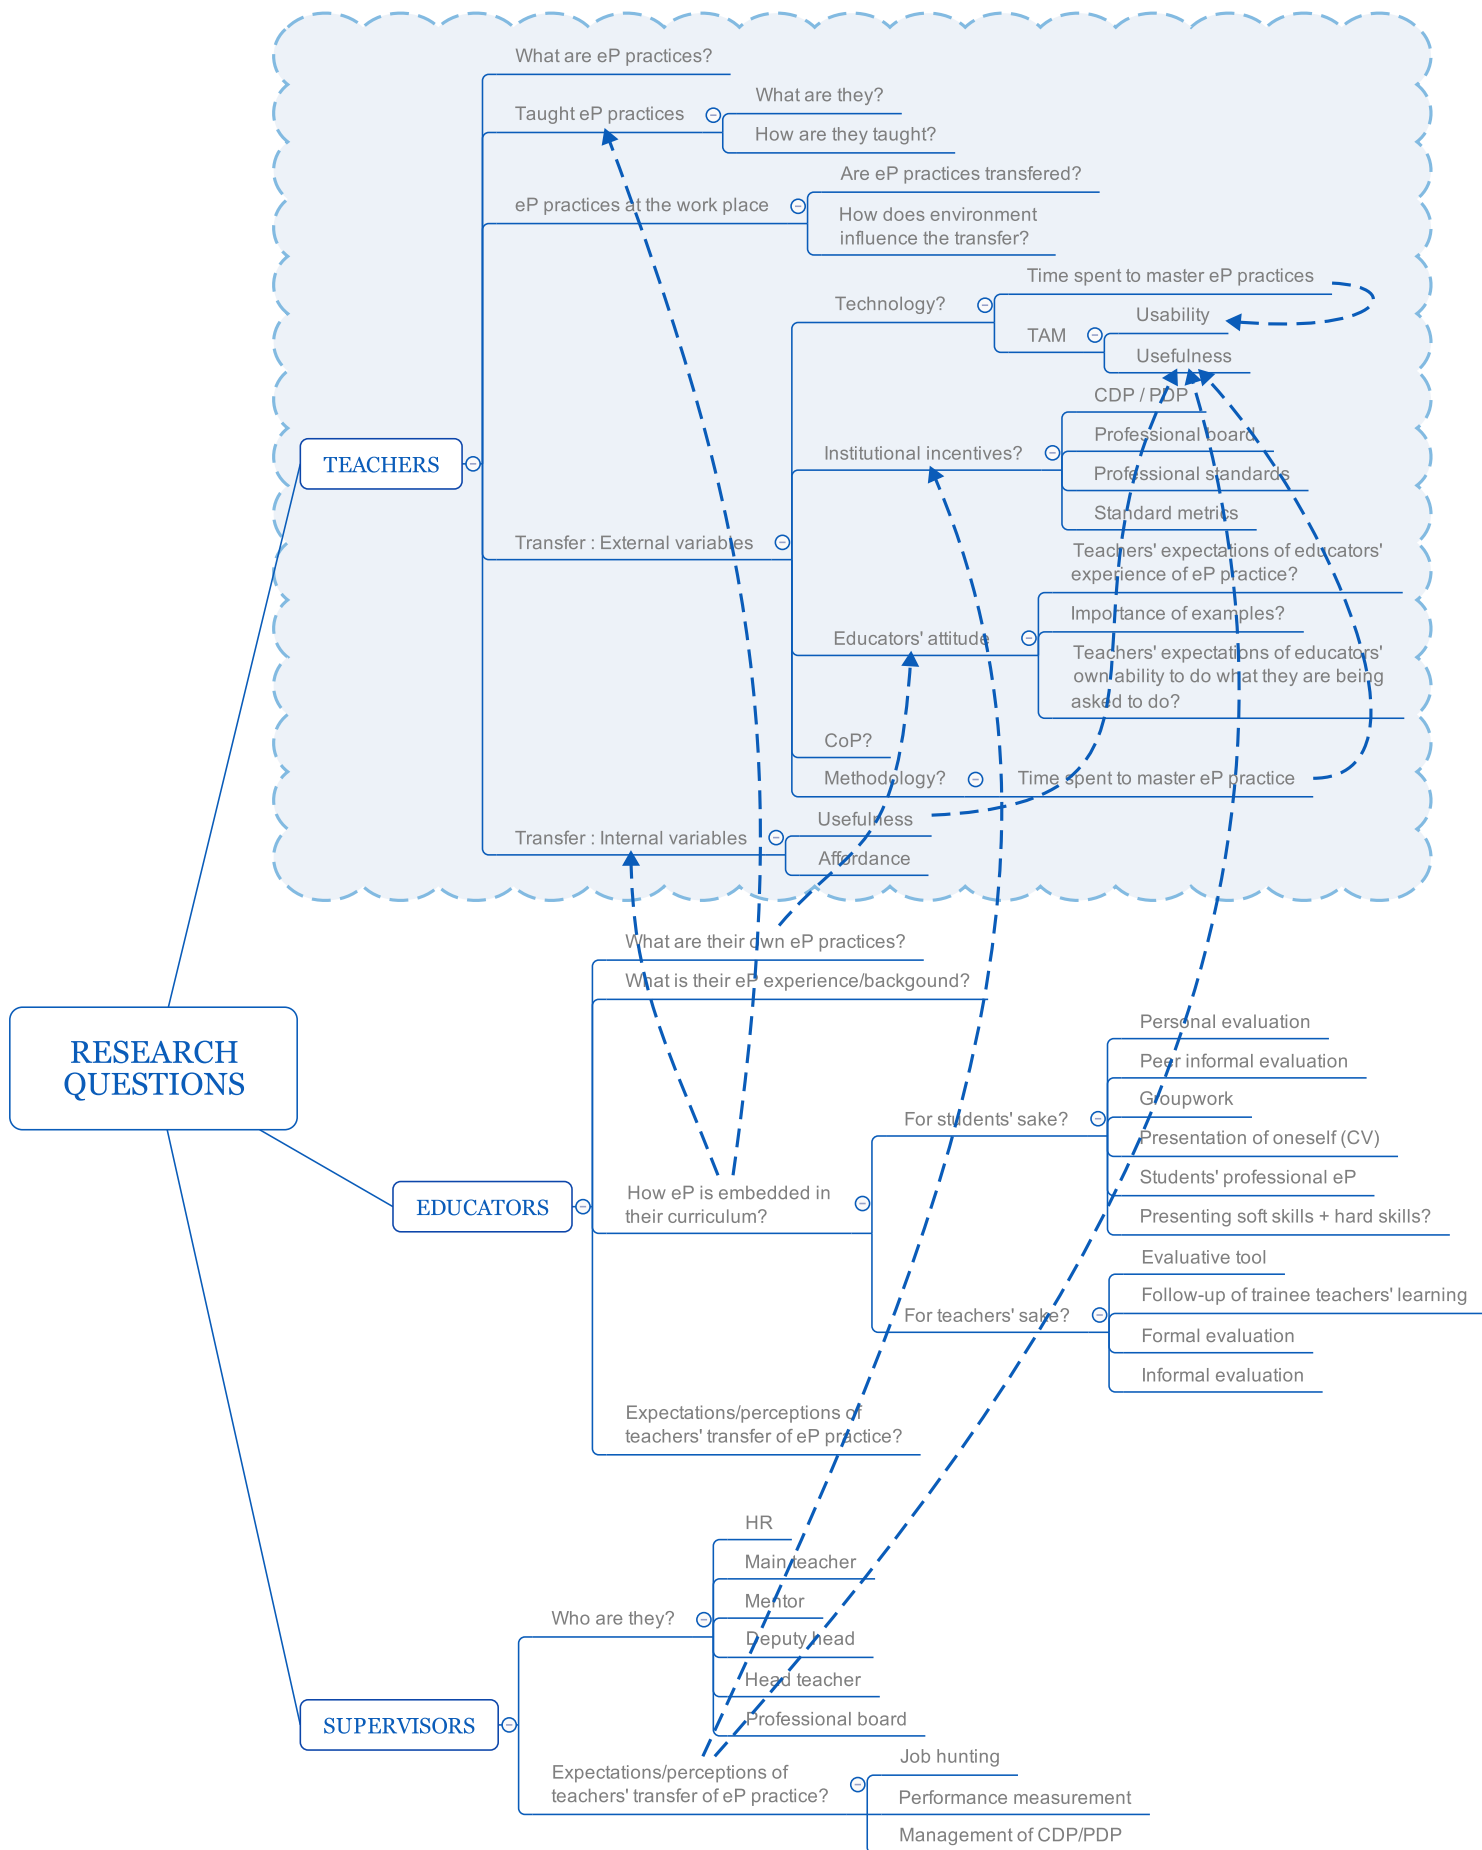 What are eP practices?
Taught eP practices
What are they?
How are they taught?
eP practices at the work place
Are eP practices transfered?
How does environment
influence the transfer?
Technology?
Time spent to master eP practices
TAM
Usability
Usefulness
Institutional incentives?
CDP / PDP
Professional board
Professional standards
Standard metrics
TEACHERS
Transfer : External variables
Educators' attitude
Teachers' expectations of educators'
experience of eP practice?
Importance of examples?
Teachers' expectations of educators'
own ability to do what they are being
asked to do?
CoP?
Methodology?
Time spent to master eP practice
Transfer : Internal variables
Usefulness
Affordance
RESEARCH
QUESTIONS
What are their own eP practices?
What is their eP experience/backgound?
EDUCATORS
How eP is embedded in
their curriculum?
For students' sake?
Personal evaluation
Peer informal evaluation
Groupwork
Presentation of oneself (CV)
Students' professional eP
Presenting soft skills + hard skills?
For teachers' sake?
Evaluative tool
Follow-up of trainee teachers' learning
Formal evaluation
Informal evaluation
Expectations/perceptions of
teachers' transfer of eP practice?
SUPERVISORS
Who are they?
HR
Main teacher
Mentor
Deputy head
Head teacher
Professional board
Expectations/perceptions of
teachers' transfer of eP practice?
Job hunting
Performance measurement
Management of CDP/PDP